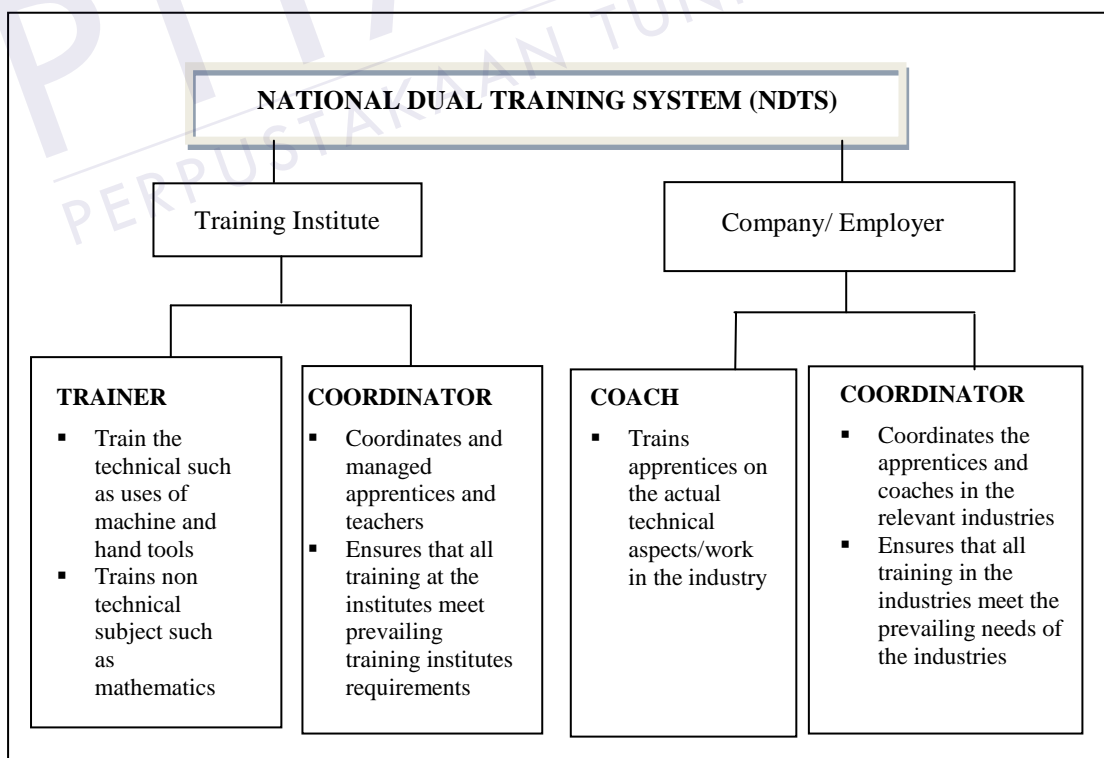 NATIONAL DUAL TRAINING SYSTEM (NDTS)
Training Institute
Company/ Employer
TRAINER
▪ Train the
technical such
as uses of
machine and
hand tools
▪ Trains non
technical
subject such
as
mathematics
COORDINATOR
▪ Coordinates and
managed
apprentices and
teachers
▪ Ensures that all
training at the
institutes meet
prevailing
training institutes
requirements
COACH
▪ Trains
apprentices on
the actual
technical
aspects/work
in the industry
COORDINATOR
▪ Coordinates the
apprentices and
coaches in the
relevant industries
▪ Ensures that all
training in the
industries meet the
prevailing needs of
the industries
PERPUSTAKAAN